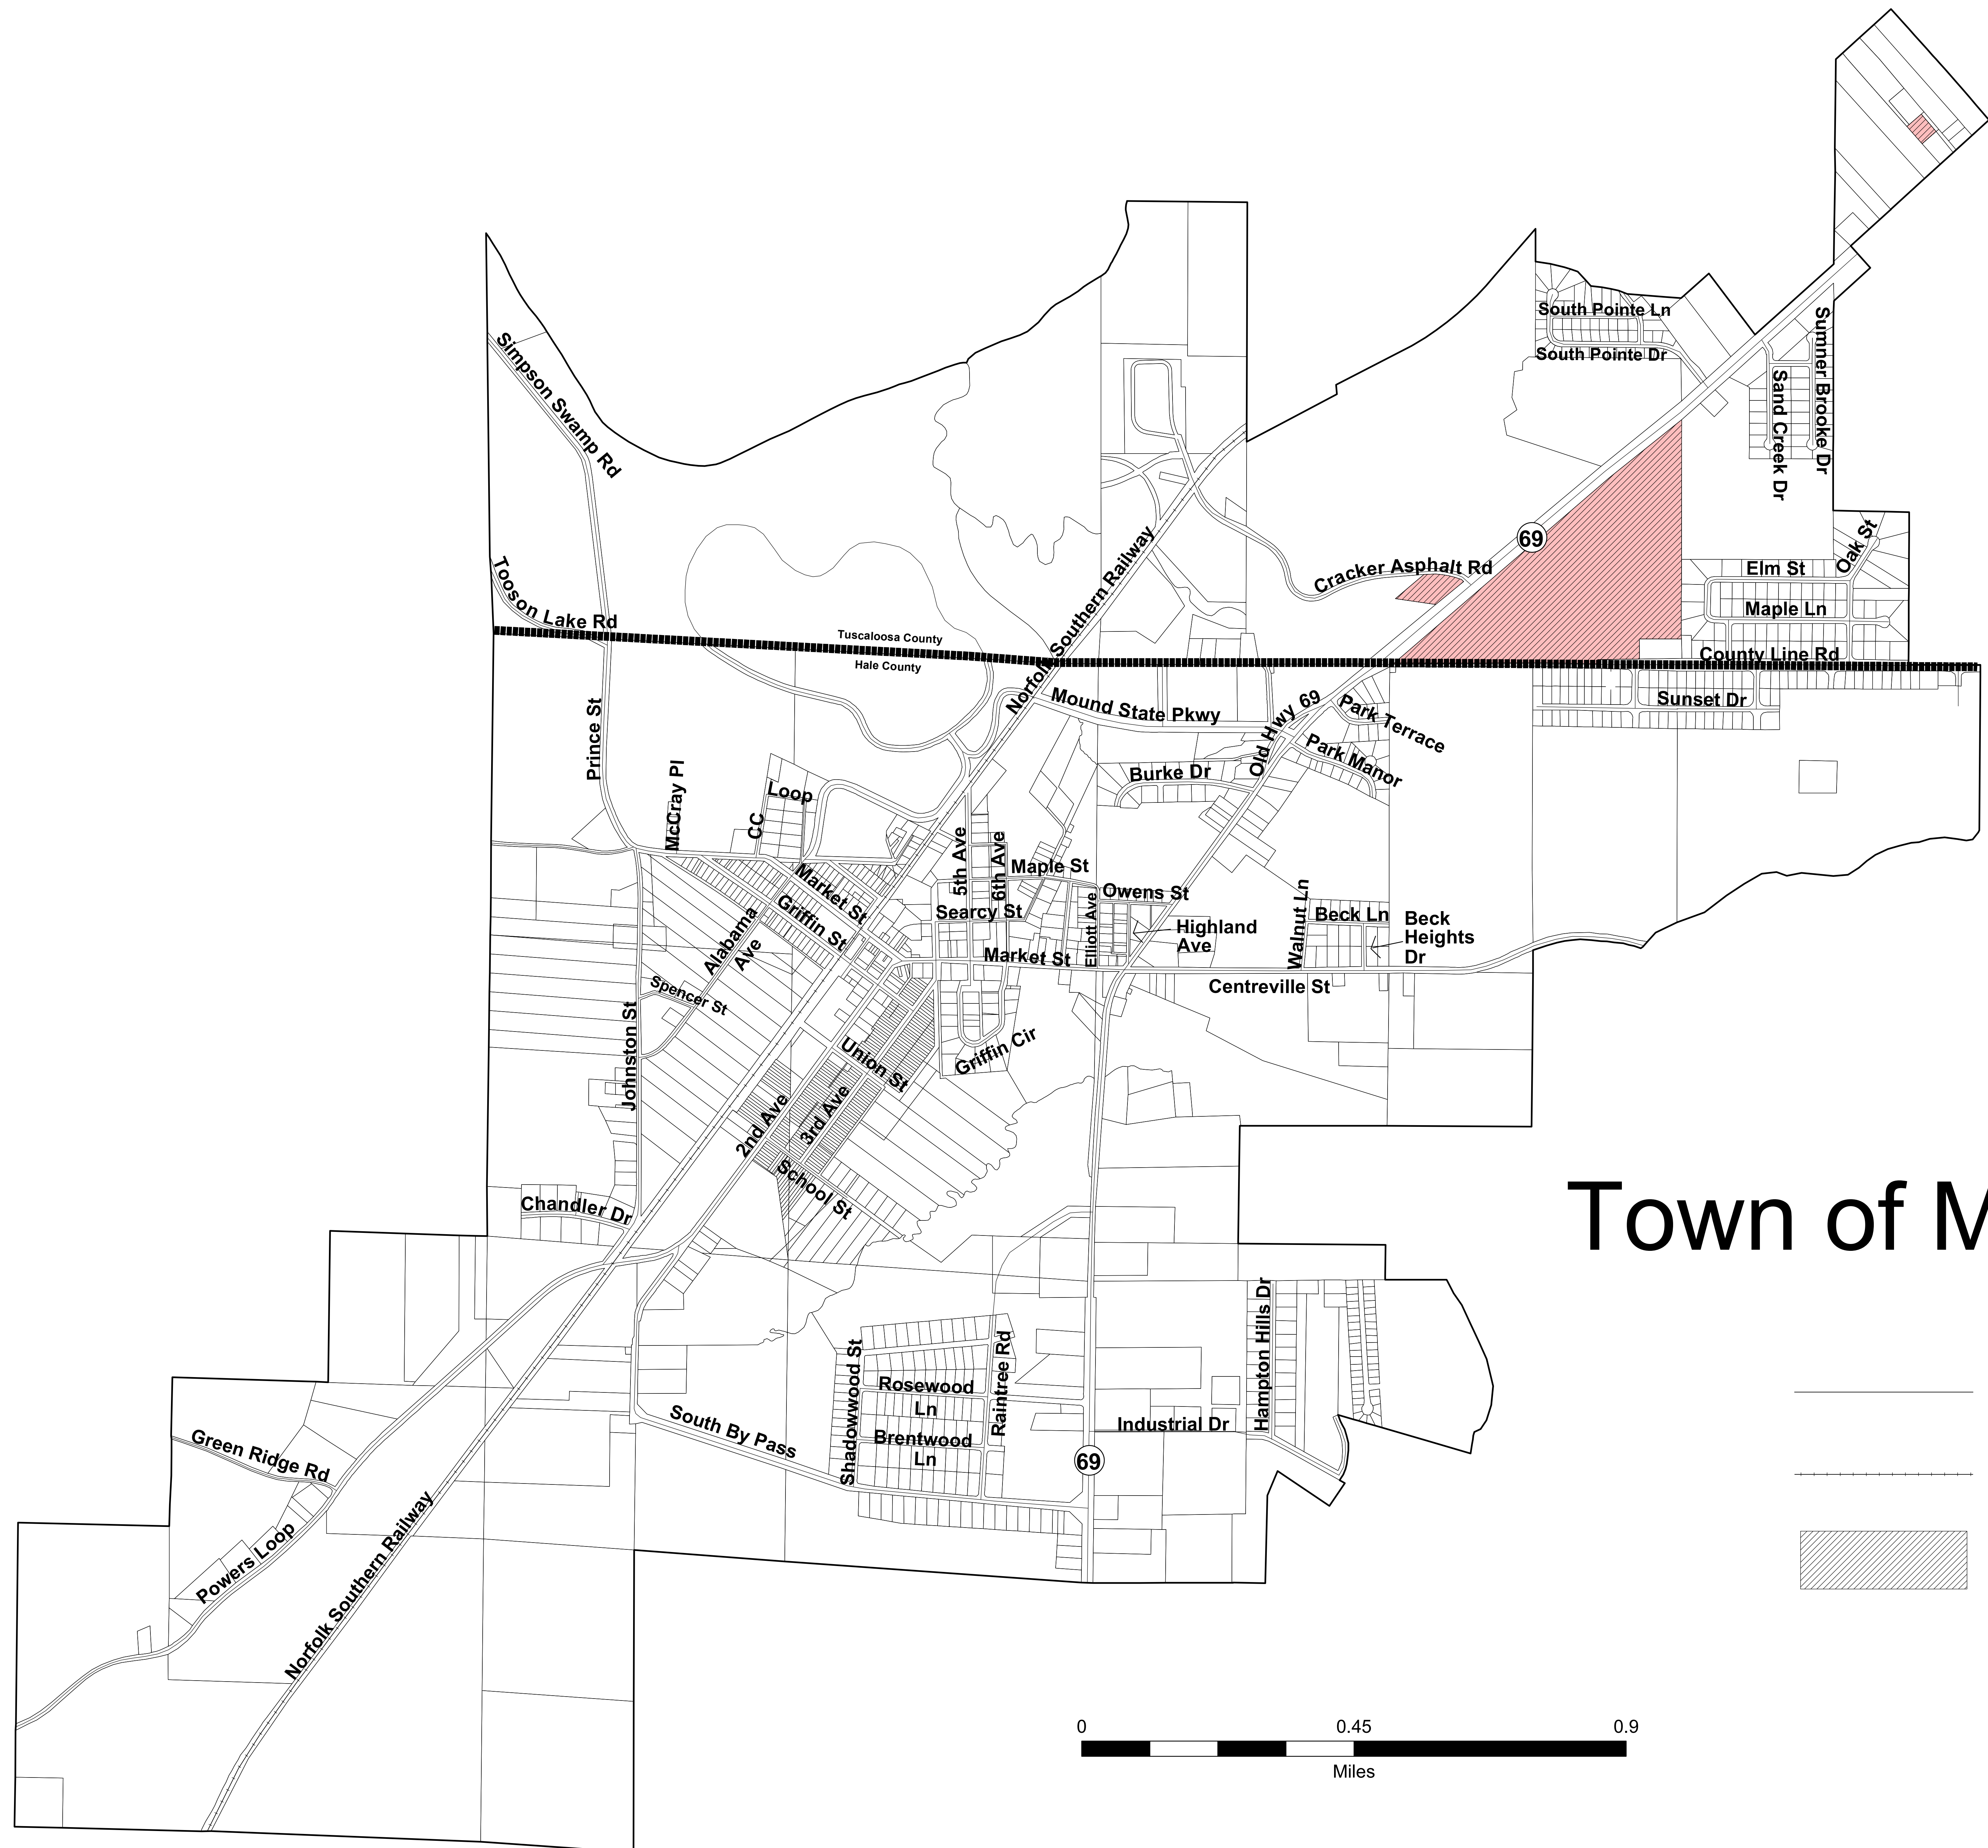 South Pointe Ln
South Pointe Dr
Sumner Brooke Dr
Sand Creek Dr
Simpson Swamp Rd
69
Oak St
Elm St
Maple Ln
Cracker Asphalt Rd
Norfolk Southern Railway
Tooson Lake Rd
Tuscaloosa County
Hale County
County Line Rd
Sunset Dr
Prince St
Mound State Pkwy
Old Hwy 69
Park Terrace
Park Manor
Burke Dr
McCray Pl
CC
Loop
5th Ave
6th Ave
Maple St
Market St
Griffin St
Owens St
Searcy St
Elliott Ave
Highland
Ave
Walnut Ln
Beck Ln
Beck
Heights
Dr
Alabama
Ave
Market St
Centreville St
Spencer St
Johnston St
Union St
Griffin Cir
2nd Ave
3rd Ave
School St
Chandler Dr
Town of M
Hampton Hills Dr
Shadowwood St
Raintree Rd
Rosewood
Ln
Brentwood
Ln
Industrial Dr
South By Pass
69
Green Ridge Rd
Powers Loop
Norfolk Southern Railway
0 0.45 0.9
Miles